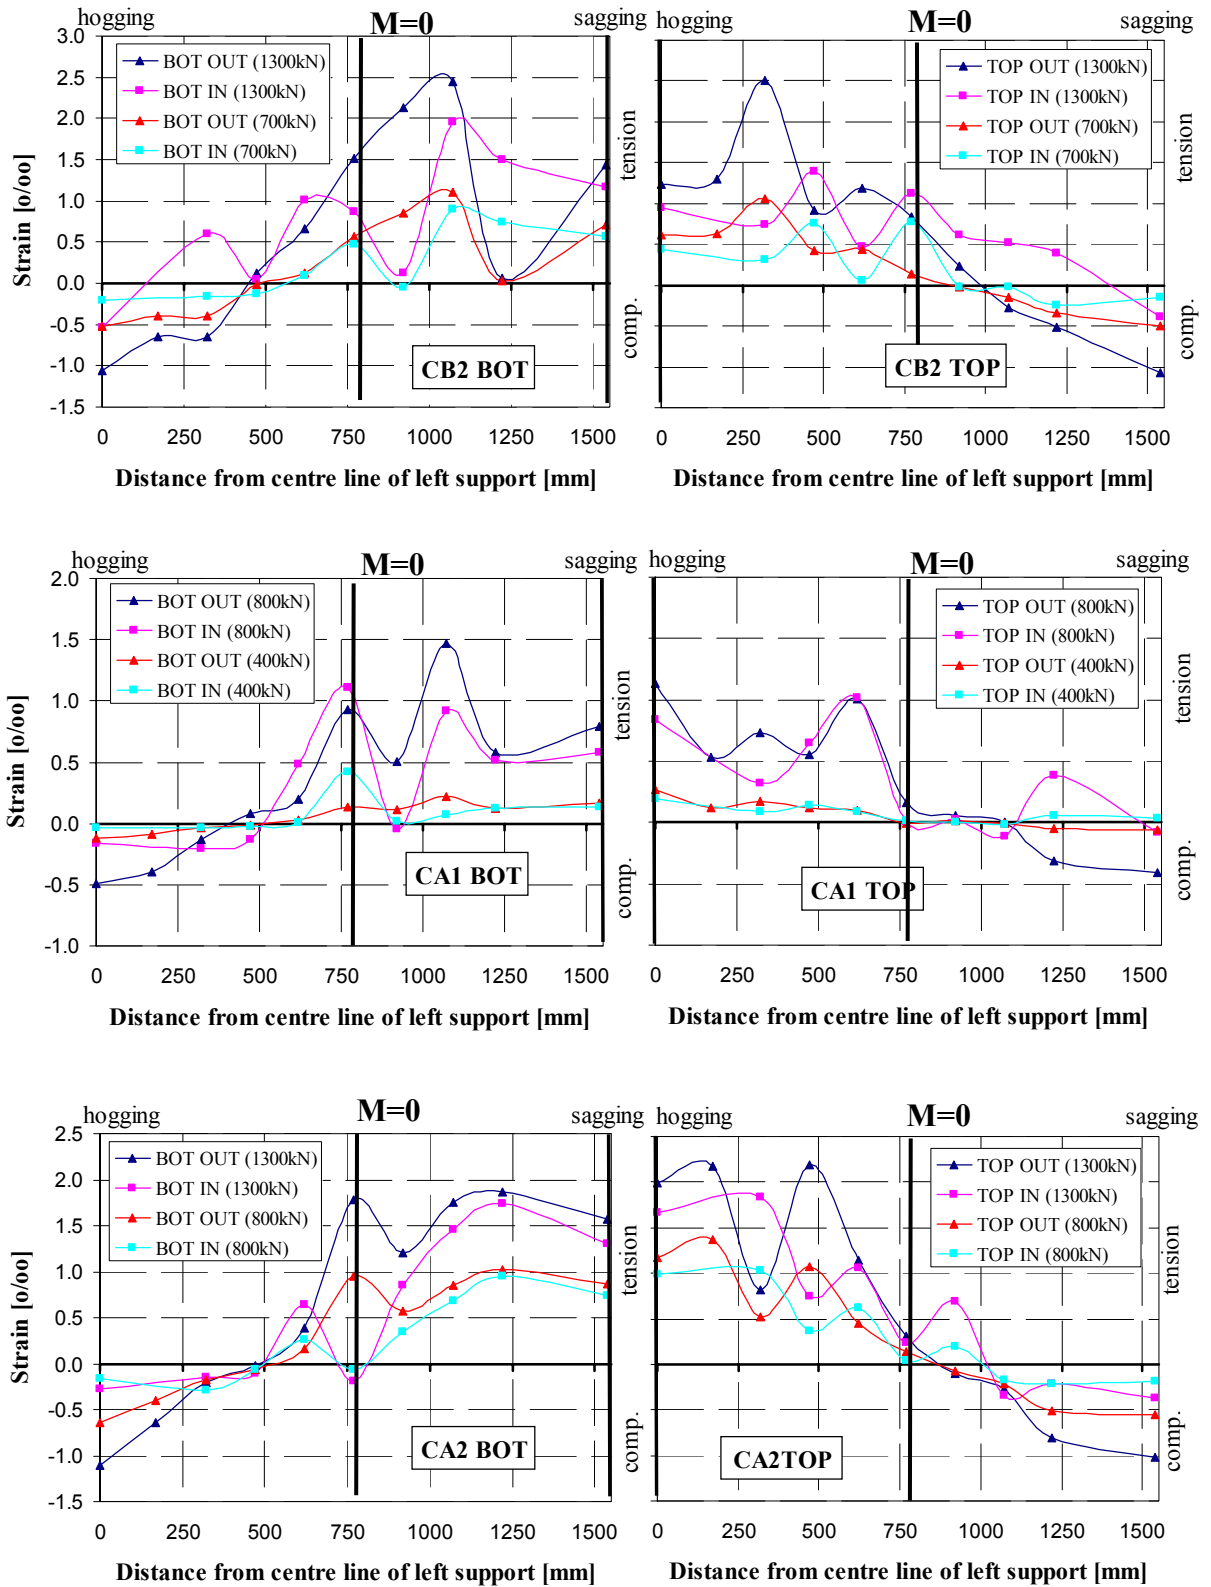 hogging M=0 sagging
3.0
2.5
2.0
1.5
1.0
0.5
0.0
-0.5
-1.0
-1.5
Strain [o/oo]
BOT OUT (1300kN)
BOT IN (1300kN)
BOT OUT (700kN)
BOT IN (700kN)
tension
comp.
CB2 BOT
0 250 500 750 1000 1250 1500
Distance from centre line of left support [mm]
hogging M=0 sagging
TOP OUT (1300kN)
TOP IN (1300kN)
TOP OUT (700kN)
TOP IN (700kN)
tension
comp.
CB2 TOP
0 250 500 750 1000 1250 1500
Distance from centre line of left support [mm]
hogging M=0 sagging
2.0
1.5
1.0
0.5
0.0
-0.5
-1.0
Strain [o/oo]
BOT OUT (800kN)
BOT IN (800kN)
BOT OUT (400kN)
BOT IN (400kN)
tension
comp.
CA1 BOT
0 250 500 750 1000 1250 1500
Distance from centre line of left support [mm]
hogging M=0 sagging
TOP OUT (800kN)
TOP IN (800kN)
TOP OUT (400kN)
TOP IN (400kN)
tension
comp.
CA1 TOP
0 250 500 750 1000 1250 1500
Distance from centre line of left support [mm]
hogging M=0 sagging
2.5
2.0
1.5
1.0
0.5
0.0
-0.5
-1.0
-1.5
Strain [o/oo]
BOT OUT (1300kN)
BOT IN (1300kN)
BOT OUT (800kN)
BOT IN (800kN)
tension
comp.
CA2 BOT
0 250 500 750 1000 1250 1500
Distance from centre line of left support [mm]
hogging M=0 sagging
TOP OUT (1300kN)
TOP IN (1300kN)
TOP OUT (800kN)
TOP IN (800kN)
tension
comp.
CA2TOP
0 250 500 750 1000 1250 1500
Distance from centre line of left support [mm]